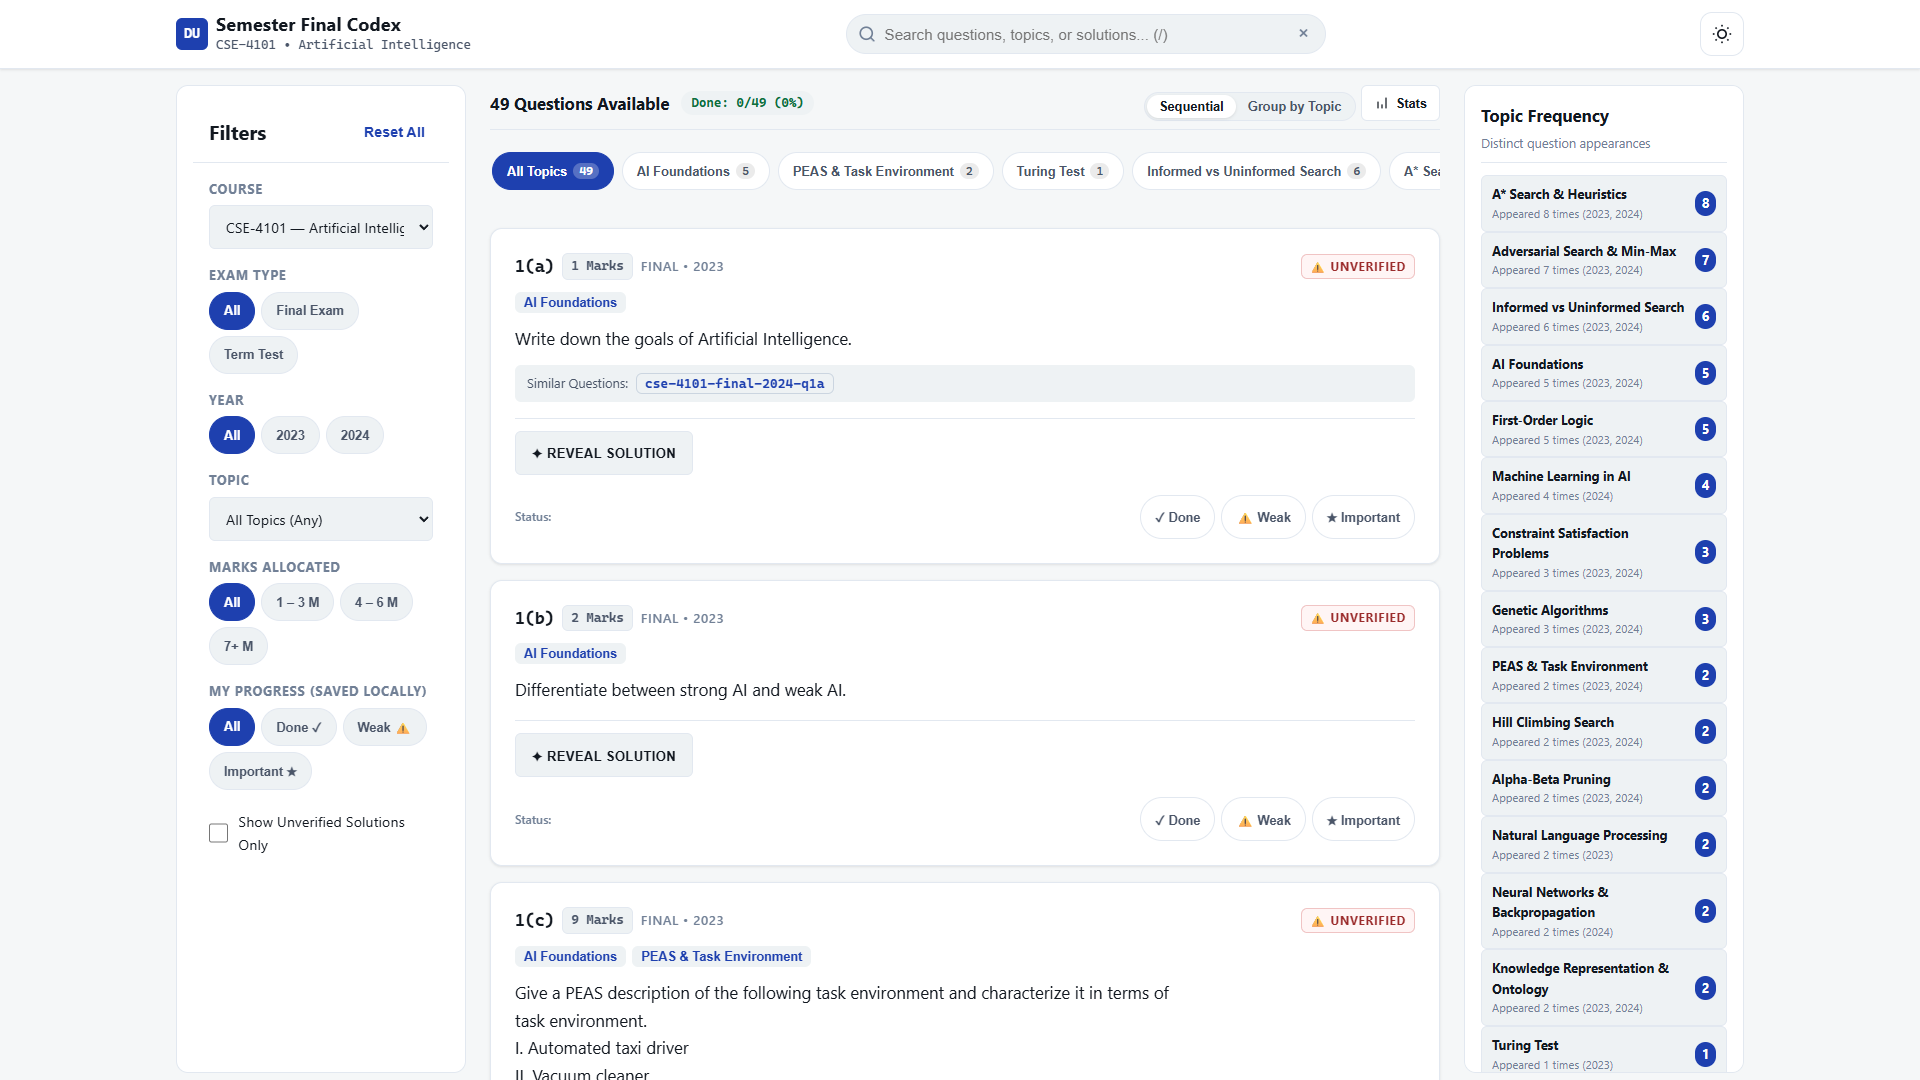 DU
Semester Final Codex
CSE-4101 • Artificial Intelligence
Search questions, topics, or solutions... (/)
×
Filters
Reset All
COURSE
CSE-4101 — Artificial Intellig
EXAM TYPE
All
Final Exam
Term Test
YEAR
All
2023
2024
TOPIC
All Topics (Any)
MARKS ALLOCATED
All
1 – 3 M
4 – 6 M
7+ M
MY PROGRESS (SAVED LOCALLY)
All
Done ✓
Weak ⚠
Important ★
Show Unverified Solutions
Only
49 Questions Available
Done: 0/49 (0%)
Sequential
Group by Topic
Stats
All Topics 49
AI Foundations 5
PEAS & Task Environment 2
Turing Test 1
Informed vs Uninformed Search 6
A* Sea
1(a)
1 Marks
FINAL • 2023
⚠ UNVERIFIED
AI Foundations
Write down the goals of Artificial Intelligence.
Similar Questions: cse-4101-final-2024-q1a
✦ REVEAL SOLUTION
Status:
✓ Done
⚠ Weak
★ Important
1(b)
2 Marks
FINAL • 2023
⚠ UNVERIFIED
AI Foundations
Differentiate between strong AI and weak AI.
✦ REVEAL SOLUTION
Status:
✓ Done
⚠ Weak
★ Important
1(c)
9 Marks
FINAL • 2023
⚠ UNVERIFIED
AI Foundations
PEAS & Task Environment
Give a PEAS description of the following task environment and characterize it in terms of
task environment.
I. Automated taxi driver
II. Vacuum cleaner
Topic Frequency
Distinct question appearances
A* Search & Heuristics
Appeared 8 times (2023, 2024)
8
Adversarial Search & Min-Max
Appeared 7 times (2023, 2024)
7
Informed vs Uninformed Search
Appeared 6 times (2023, 2024)
6
AI Foundations
Appeared 5 times (2023, 2024)
5
First-Order Logic
Appeared 5 times (2023, 2024)
5
Machine Learning in AI
Appeared 4 times (2024)
4
Constraint Satisfaction
Problems
Appeared 3 times (2023, 2024)
3
Genetic Algorithms
Appeared 3 times (2023, 2024)
3
PEAS & Task Environment
Appeared 2 times (2023, 2024)
2
Hill Climbing Search
Appeared 2 times (2023, 2024)
2
Alpha-Beta Pruning
Appeared 2 times (2023, 2024)
2
Natural Language Processing
Appeared 2 times (2023)
2
Neural Networks &
Backpropagation
Appeared 2 times (2024)
2
Knowledge Representation &
Ontology
Appeared 2 times (2023, 2024)
2
Turing Test
Appeared 1 times (2023)
1